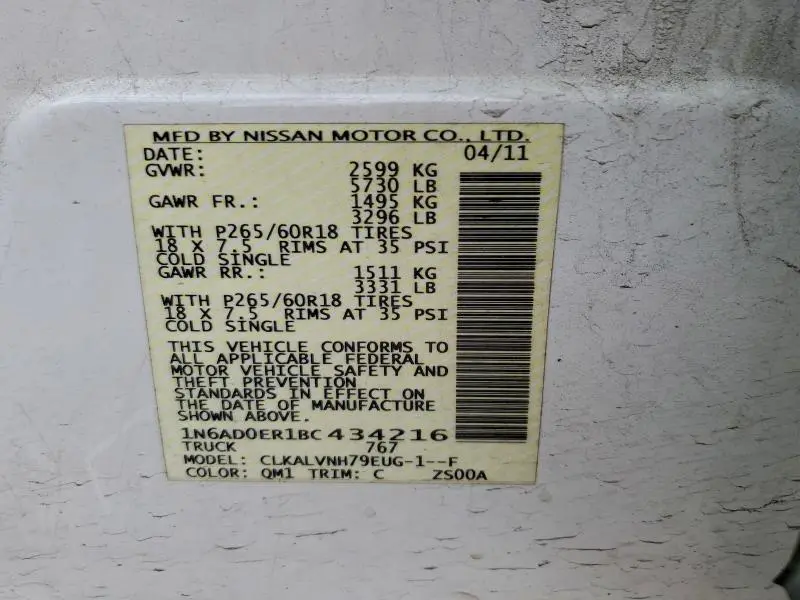 MFD BY NISSAN MOTOR CO., LTD.
DATE: 04/11
GVWR: 2599 KG
5730 LB
GAWR FR.: 1495 KG
3296 LB
WITH P265/60R18 TIRES
18 X 7.5 RIMS AT 35 PSI
COLD SINGLE
GAWR RR.: 1511 KG
3331 LB
WITH P265/60R18 TIRES
18 X 7.5 RIMS AT 35 PSI
COLD SINGLE
THIS VEHICLE CONFORMS TO
ALL APPLICABLE FEDERAL
MOTOR VEHICLE SAFETY AND
THEFT PREVENTION
STANDARDS IN EFFECT ON
THE DATE OF MANUFACTURE
SHOWN ABOVE.
1N6AD0ER1BC 434216
TRUCK 767
MODEL: CLKALVNH79EUG-1--F
COLOR: QM1 TRIM: C ZS00A